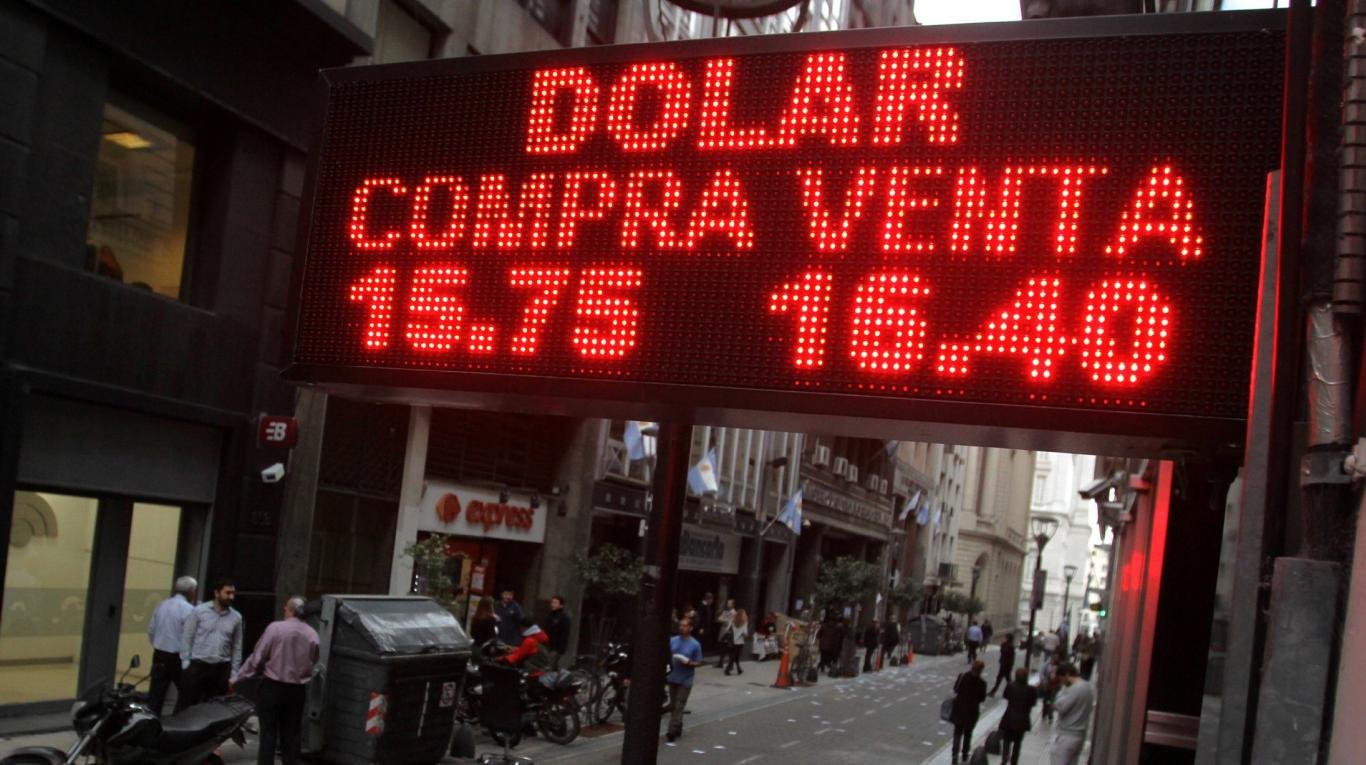 DOLAR
COMPRA VENTA
15.75 16.40
express